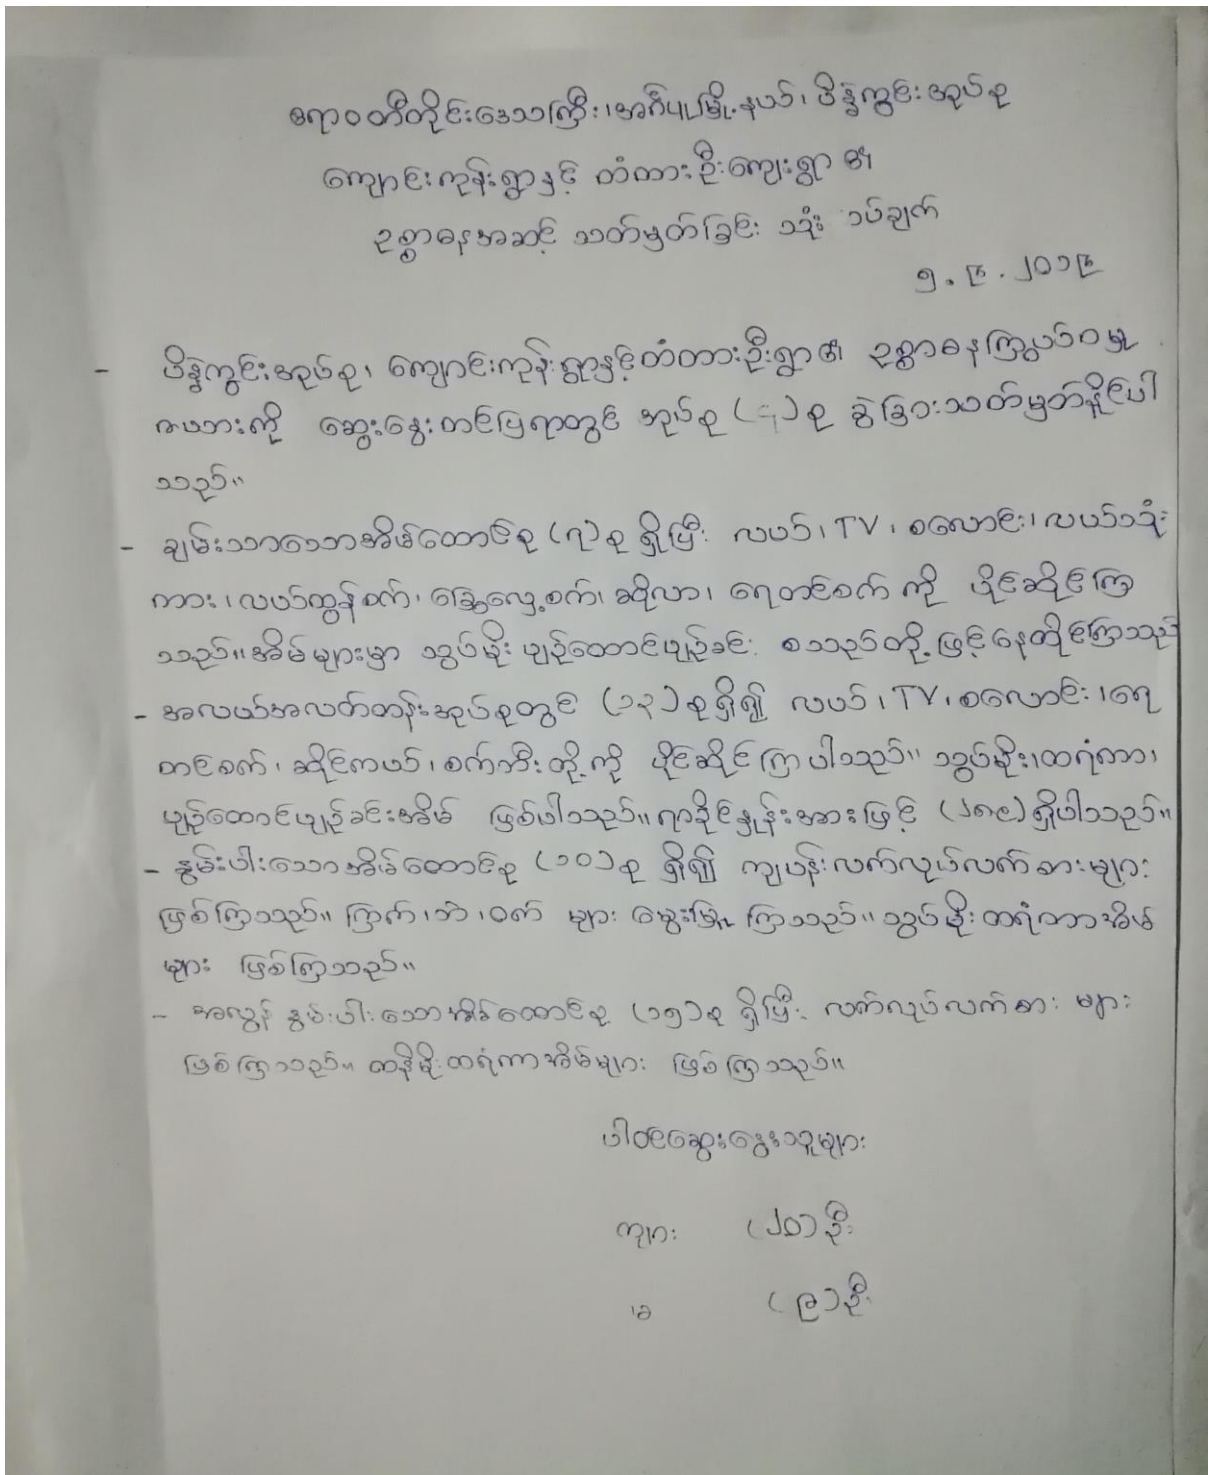 ဧရာဝတီတိုင်းဒေသကြီး၊ အင်္ဂပူမြို့နယ်၊ ဖိန့်ကွင်းအုပ်စု
ကျောင်းကုန်းရွာနှင့် တံတားဦးကျေးရွာ ၏
ဥစ္စာဓနအဆင့် သတ်မှတ်ခြင်း သုံး သပ်ချက်
၅.၉.၂၀၁၉
- ဖိန့်ကွင်းအုပ်စု၊ ကျောင်းကုန်းရွာနှင့်တံတားဦးရွာ၏ ဥစ္စာဓနကြွယ်ဝမှု
ဇယားကို ဆွေးနွေးတင်ပြရာတွင် အုပ်စု (၄)စု ခွဲခြားသတ်မှတ်နိုင်ပါ
သည်။
- ချမ်းသာသောအိမ်ထောင်စု (၇)စု ရှိပြီး လယ်၊ TV၊ စလောင်း၊ လယ်သုံး
ကား၊ လယ်ထွန်စက်၊ ခြွေလှေ့စက်၊ ဆိုလာ၊ ရေတင်စက် ကို ပိုင်ဆိုင်ကြ
သည်။ အိမ်များမှာ သွပ်မိုး ပျဉ်ထောင်ပျဉ်ခင်း စသည်တို့ ဖြင့်နေထိုင်ကြသည်
- အလယ်အလတ်တန်းအုပ်စုတွင် (၁၃)စုရှိ၍ လယ်၊ TV၊ စလောင်း၊ ရေ
တင်စက်၊ ဆိုင်ကယ်၊ စက်ဘီးတို့ကို ပိုင်ဆိုင်ကြပါသည်။ သွပ်မိုး၊ ထရံကာ၊
ပျဉ်ထောင်ပျဉ်ခင်းအိမ် ဖြစ်ပါသည်။ ရာခိုင်နှုန်းအားဖြင့် ရှိပါသည်။
- နွမ်းပါးသောအိမ်ထောင်စု (၁၀)စု ရှိ၍ ကျပန်းလက်လုပ်လက်စားများ
ဖြစ်ကြသည်။ ကြက်၊ ဘဲ၊ ဝက် များ မွေးမြူ ကြသည်။ သွပ်မိုးထရံကာအိမ်
များ ဖြစ်ကြသည်။
- အလွန် နွမ်းပါးသောအိမ်ထောင်စု (၁၅)စု ရှိပြီး လက်လုပ်လက်စား များ
ဖြစ်ကြသည်။ ဓနိမိုးထရံကာအိမ်များ ဖြစ်ကြသည်။
ပါဝင်ဆွေးနွေးသူများ
ကျား (၂၁)ဦး
မ (၉)ဦး